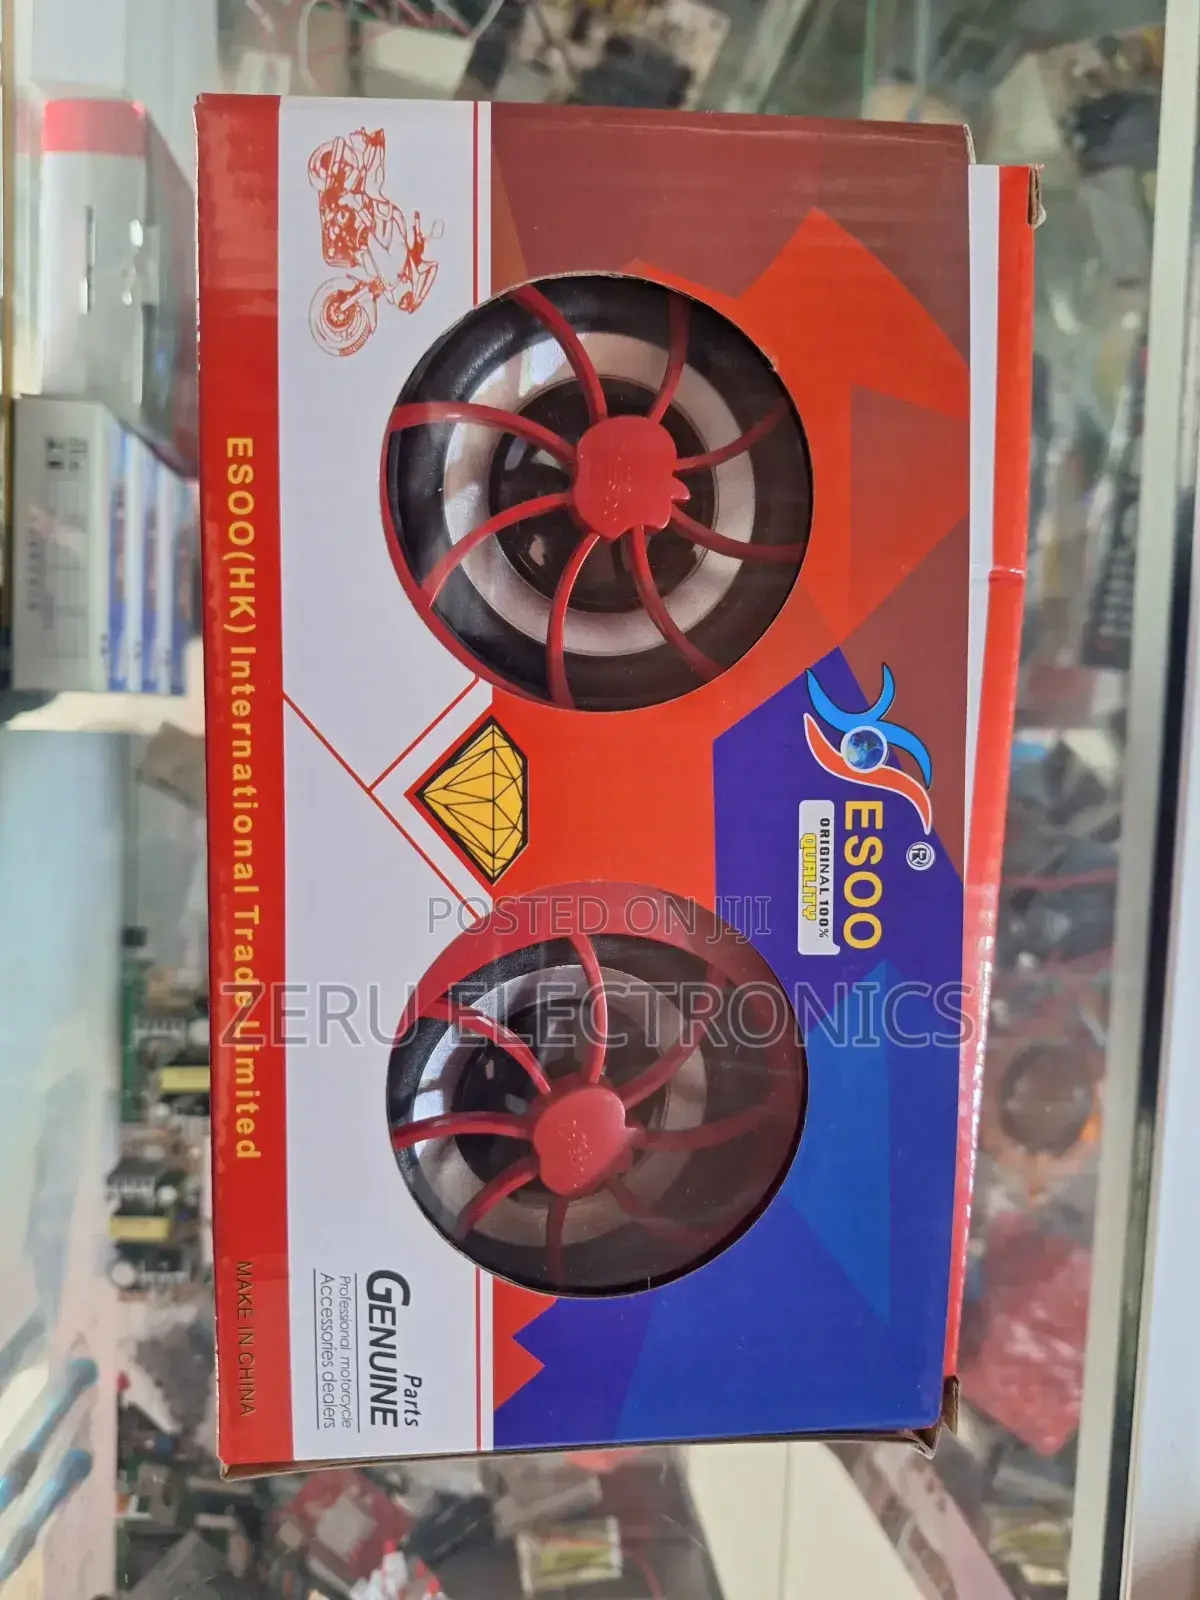 ESOO
®
ORIGINAL 100%
QUALITY
Parts
GENUINE
Professional motorcycle
Accessories dealers
ESOO(HK) International Trade Limited
MAKE IN CHINA
POSTED ON JIJI
ZERU ELECTRONICS